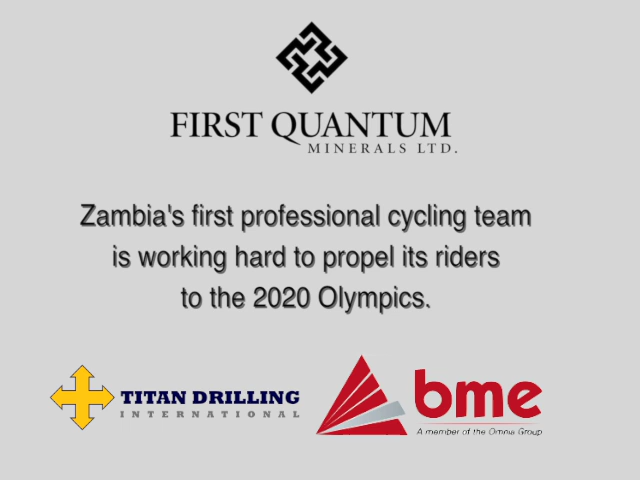 FIRST QUANTUM
MINERALS LTD.
Zambia's first professional cycling team
is working hard to propel its riders
to the 2020 Olympics.
TITAN DRILLING
INTERNATIONAL
bme
A member of the Omnia Group